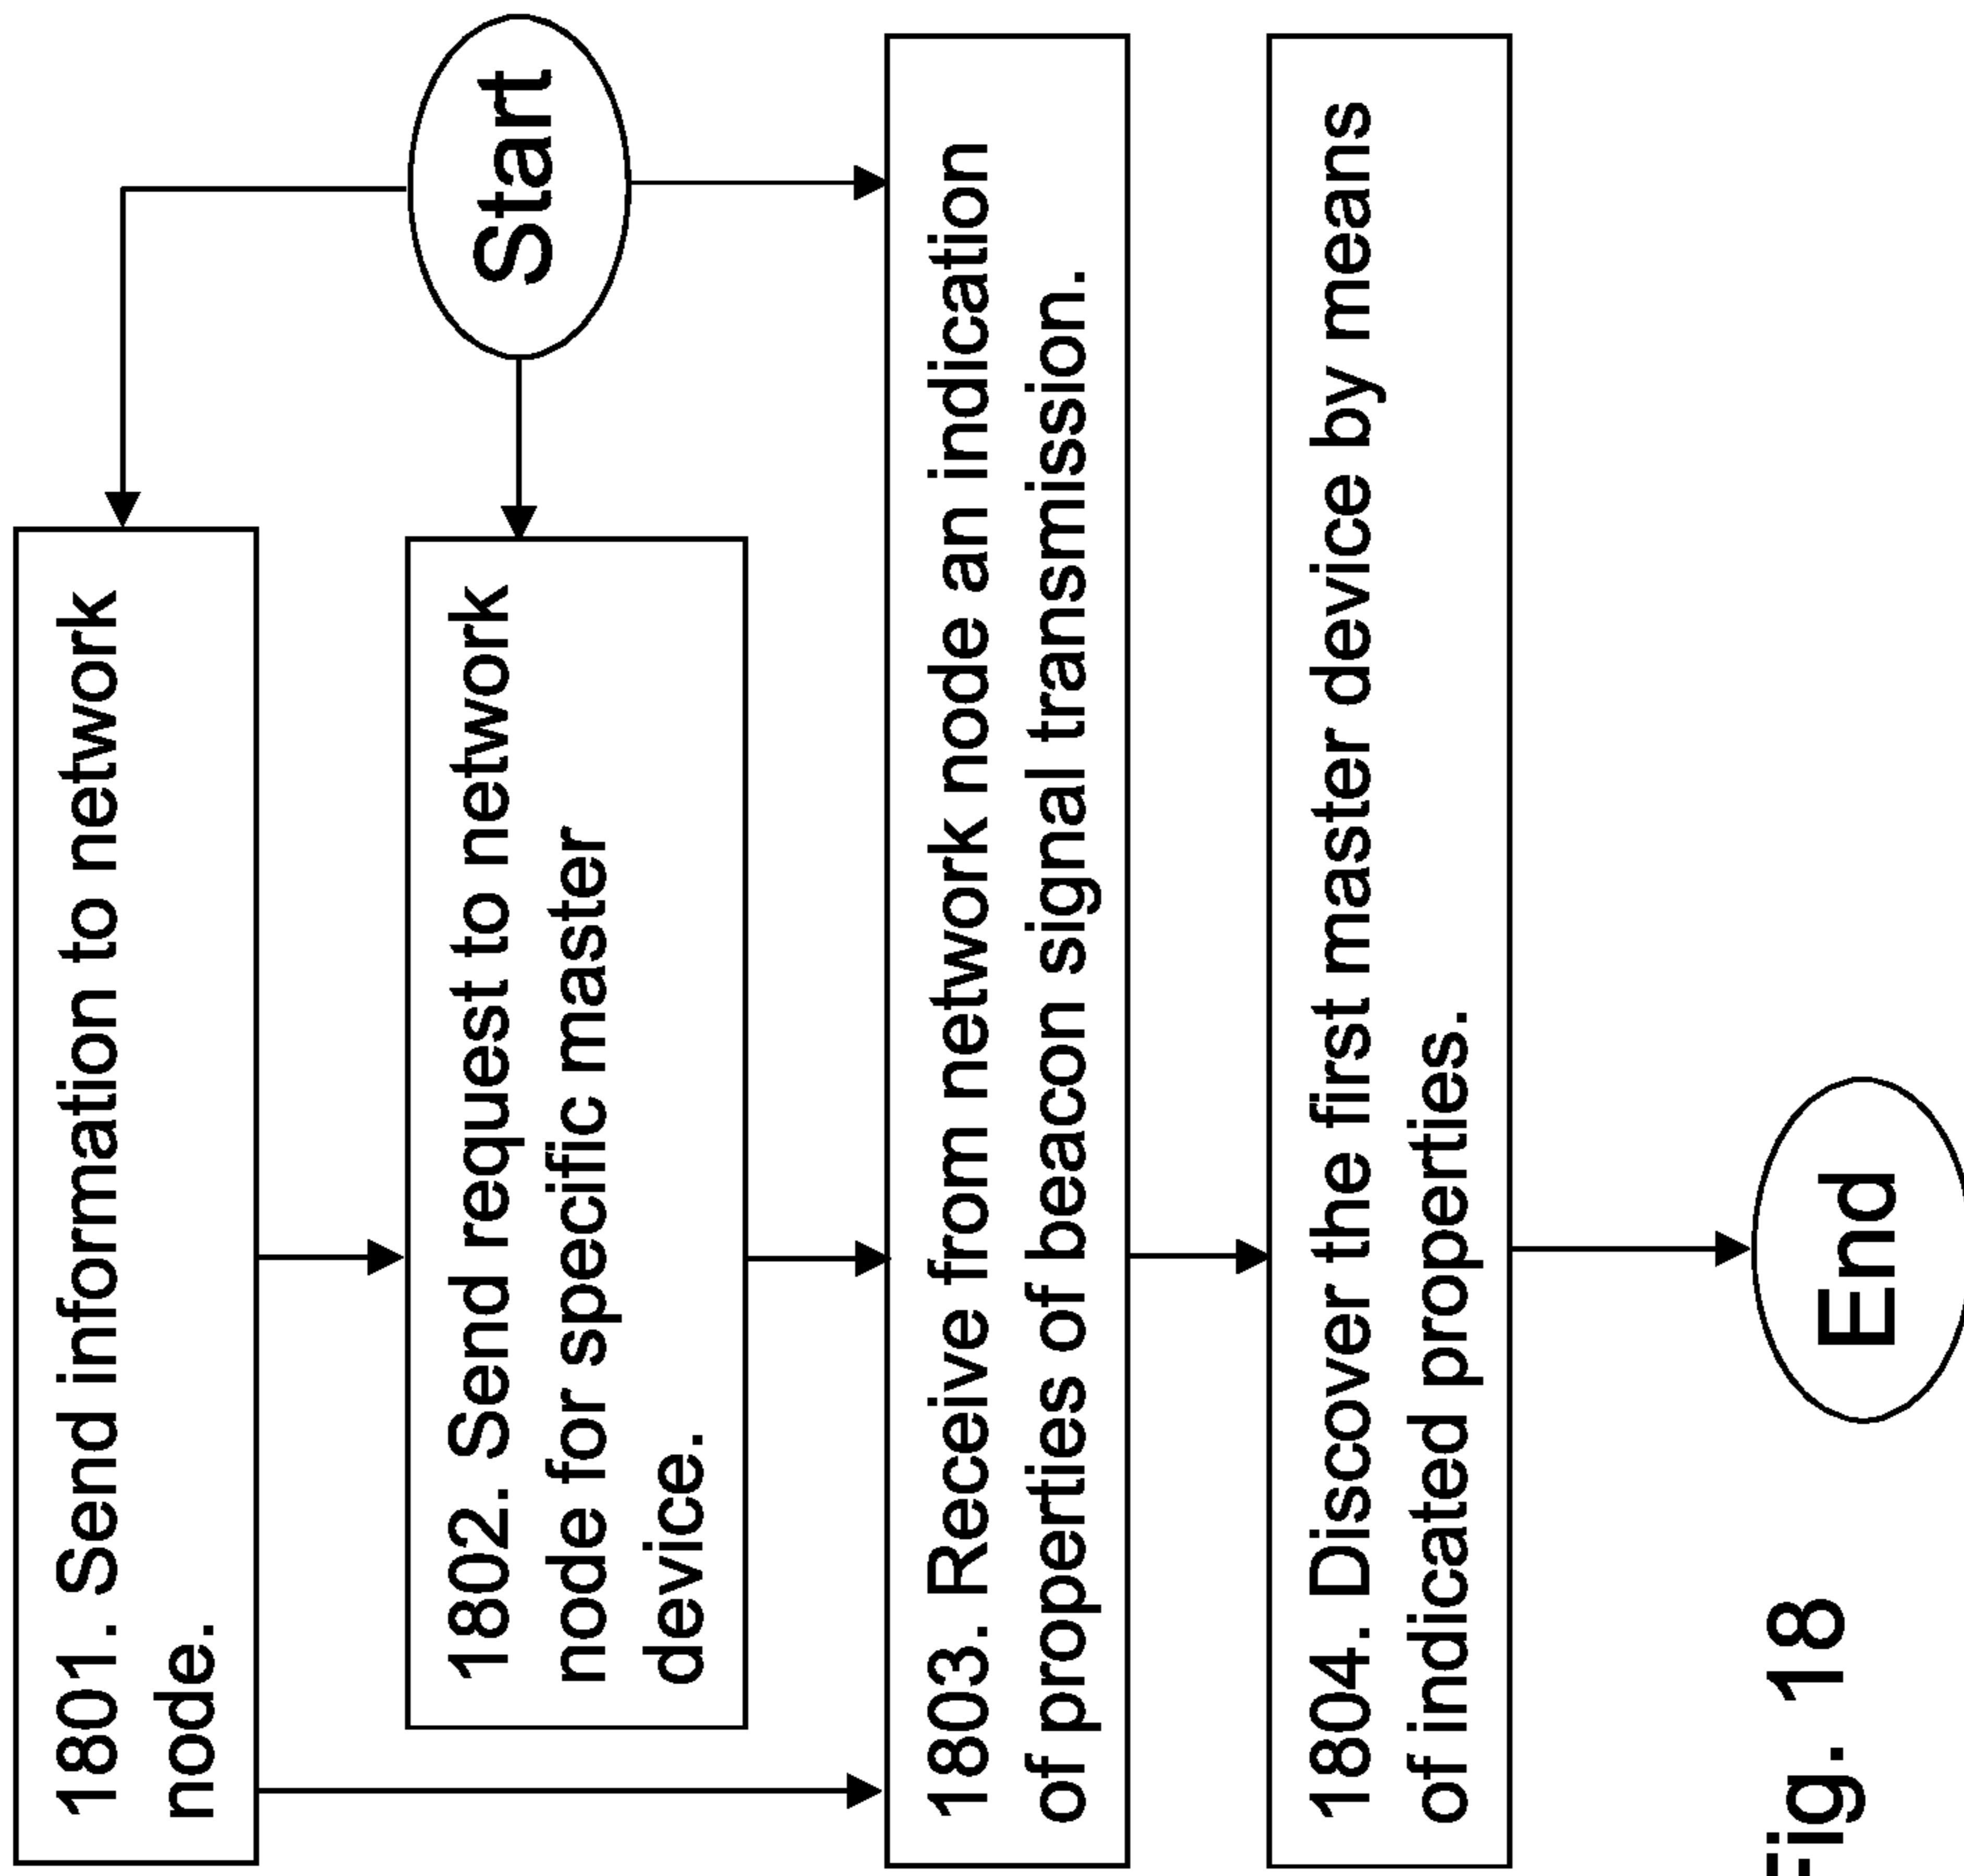 Start
1801. Send information to network
node.
1802. Send request to network
node for specific master
device.
1803. Receive from network node an indication
of properties of beacon signal transmission.
1804. Discover the first master device by means
of indicated properties.
End
Fig. 18